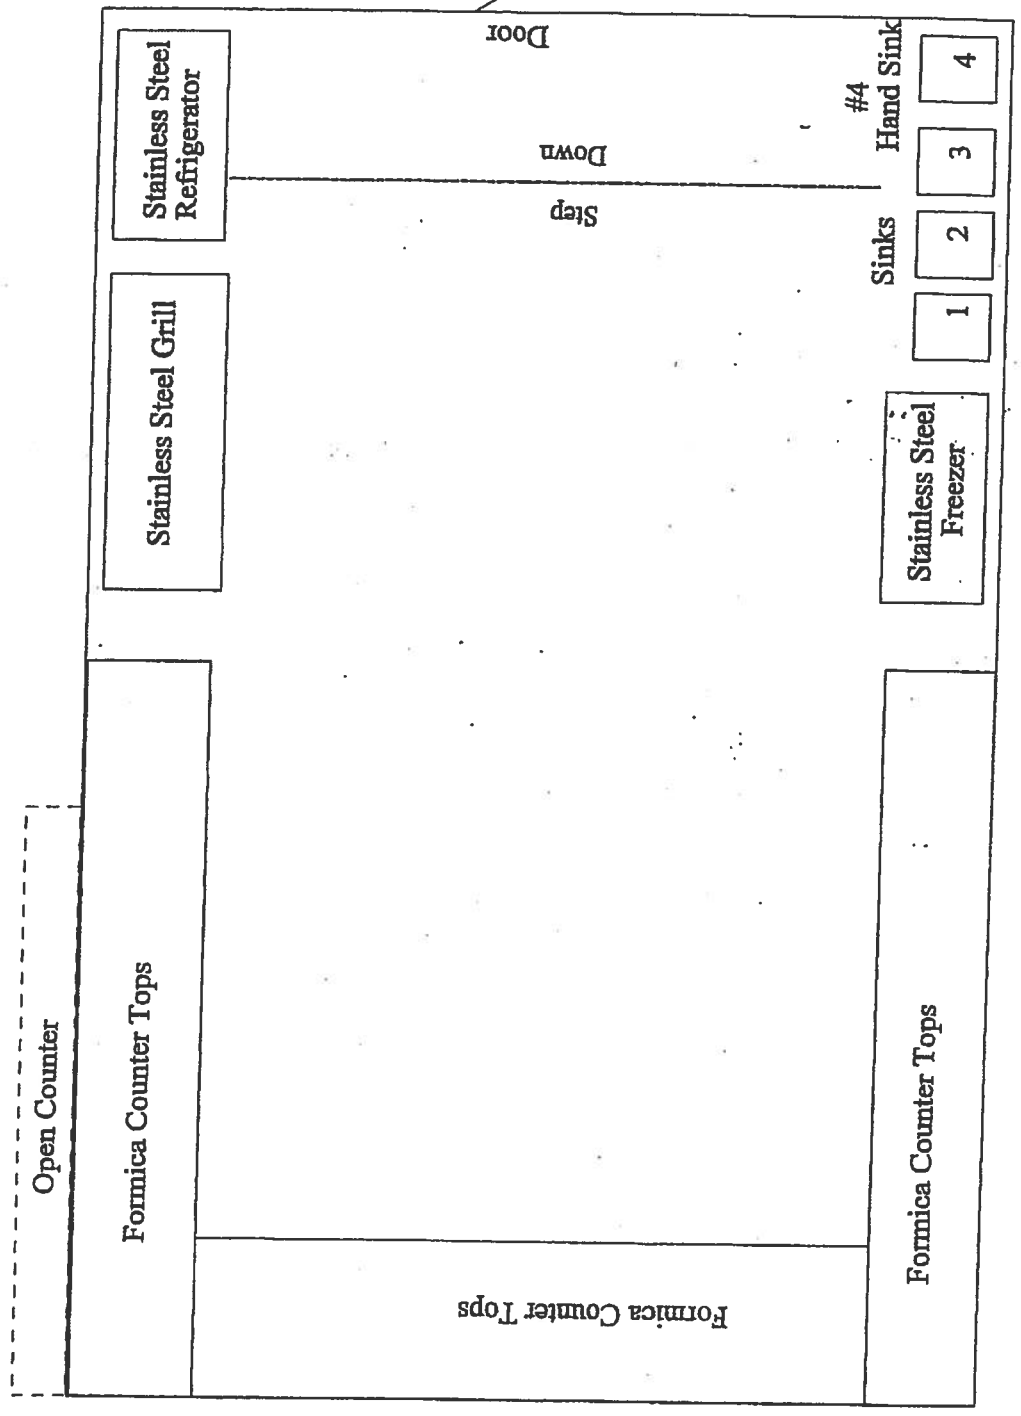 Door
Stainless Steel
Refrigerator
#4
Hand Sink
4
3
Down
Step
Sinks
2
1
Stainless Steel Grill
Stainless Steel
Freezer
Open Counter
Formica Counter Tops
Formica Counter Tops
Formica Counter Tops